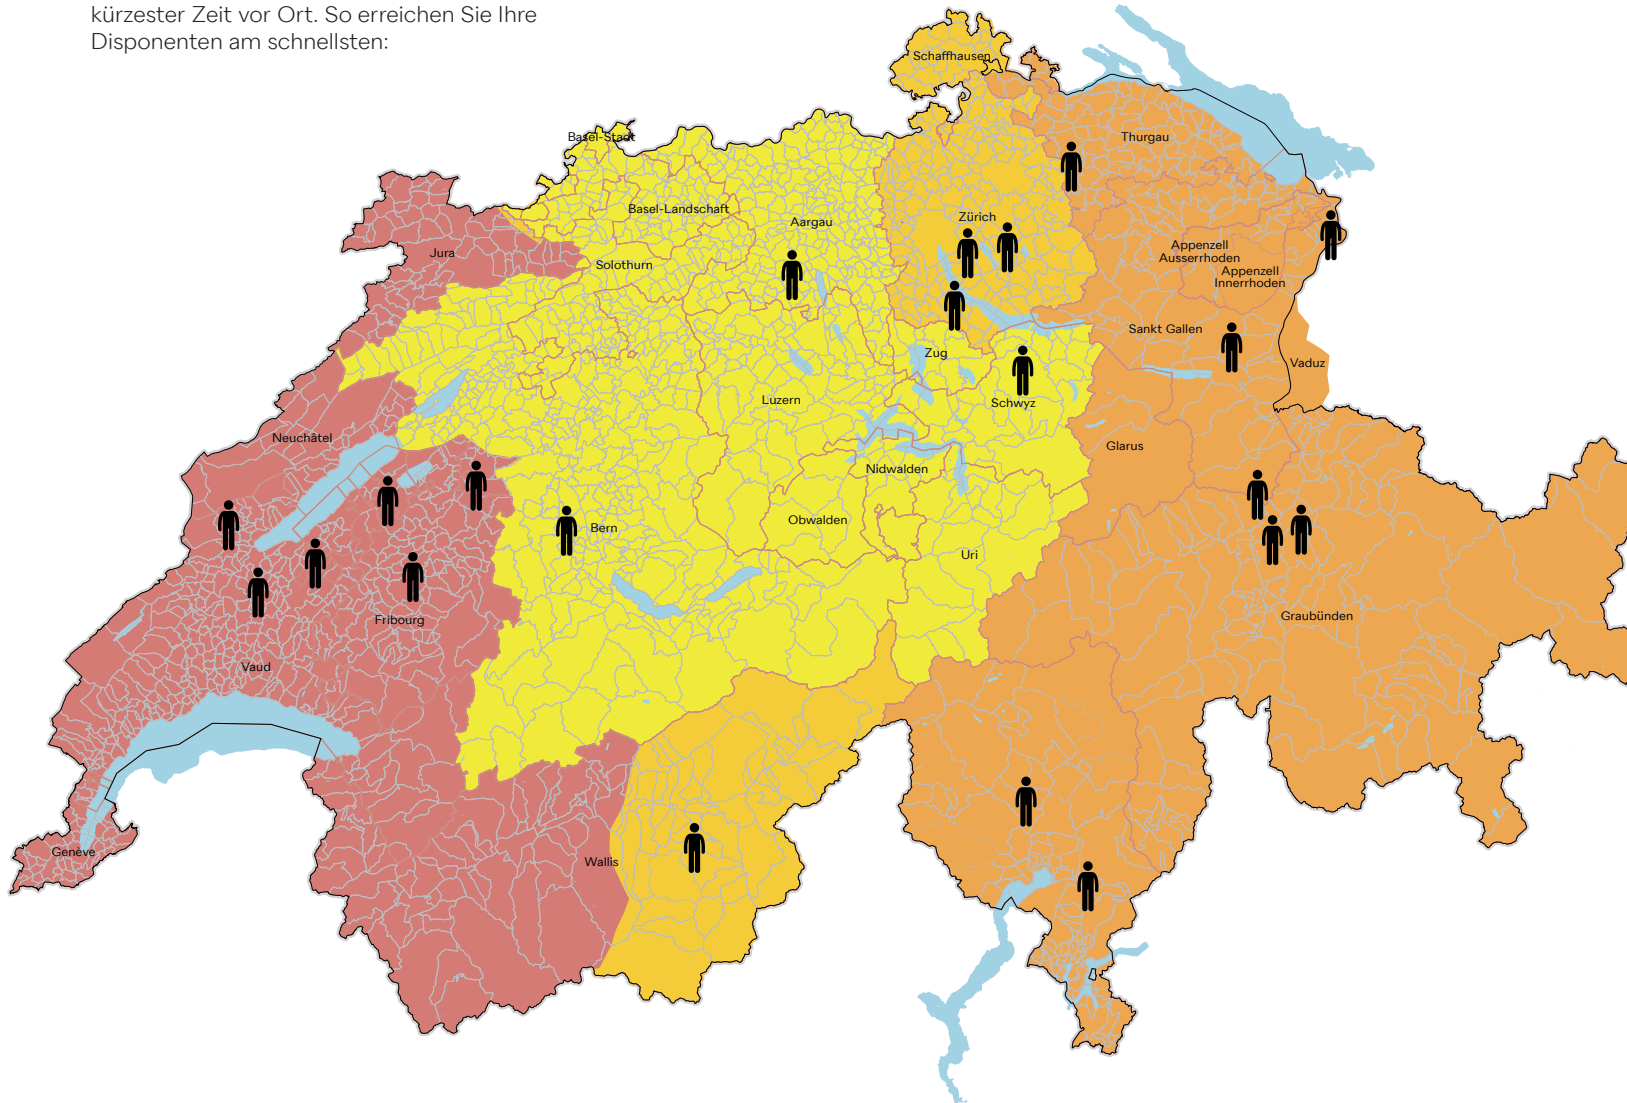 kürzester Zeit vor Ort. So erreichen Sie Ihre
Disponenten am schnellsten:
Schaffhausen
Basel-Stadt
Thurgau
Basel-Landschaft
Aargau
Zürich
Jura
Solothurn
Appenzell
Ausserrhoden
Appenzell
Innerrhoden
Sankt Gallen
Zug
Vaduz
Luzern
Schwyz
Neuchâtel
Glarus
Nidwalden
Bern
Obwalden
Uri
Fribourg
Graubünden
Vaud
Genève
Wallis